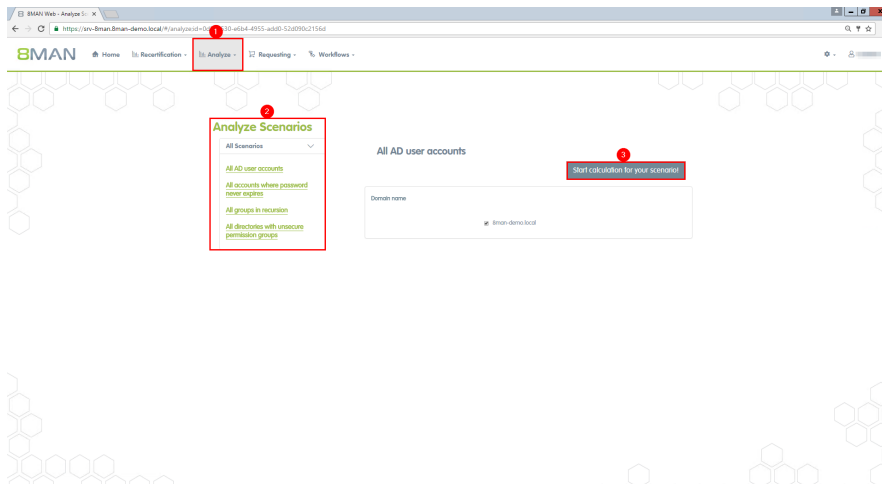 8MAN Web - Analyze Sc
https://srv-8man.8man-demo.local/#/analyze;id=0d 30-e6b4-4955-add0-52d090c2156d
1
8MAN Home Recertification Analyze Requesting Workflows
2
Analyze Scenarios
All Scenarios
All AD user accounts
All accounts where password
never expires
All groups in recursion
All directories with unsecure
permission groups
All AD user accounts
3
Start calculation for your scenario!
Domain name
8man-demo.local